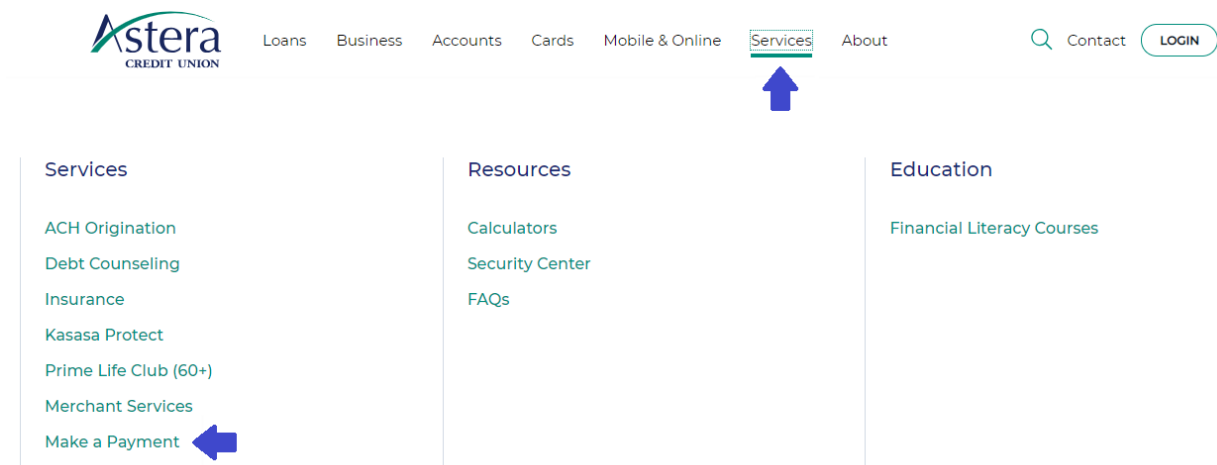 Astera
CREDIT UNION
Loans Business Accounts Cards Mobile & Online Services About Contact LOGIN
Services
ACH Origination
Debt Counseling
Insurance
Kasasa Protect
Prime Life Club (60+)
Merchant Services
Make a Payment
Resources
Calculators
Security Center
FAQs
Education
Financial Literacy Courses